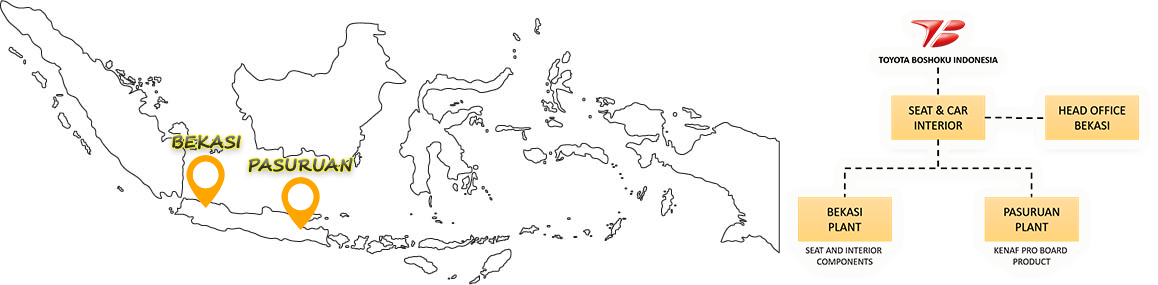 BEKASI
PASURUAN
TOYOTA BOSHOKU INDONESIA
SEAT & CAR
INTERIOR
HEAD OFFICE
BEKASI
BEKASI
PLANT
SEAT AND INTERIOR
COMPONENTS
PASURUAN
PLANT
KENAF PRO BOARD
PRODUCT